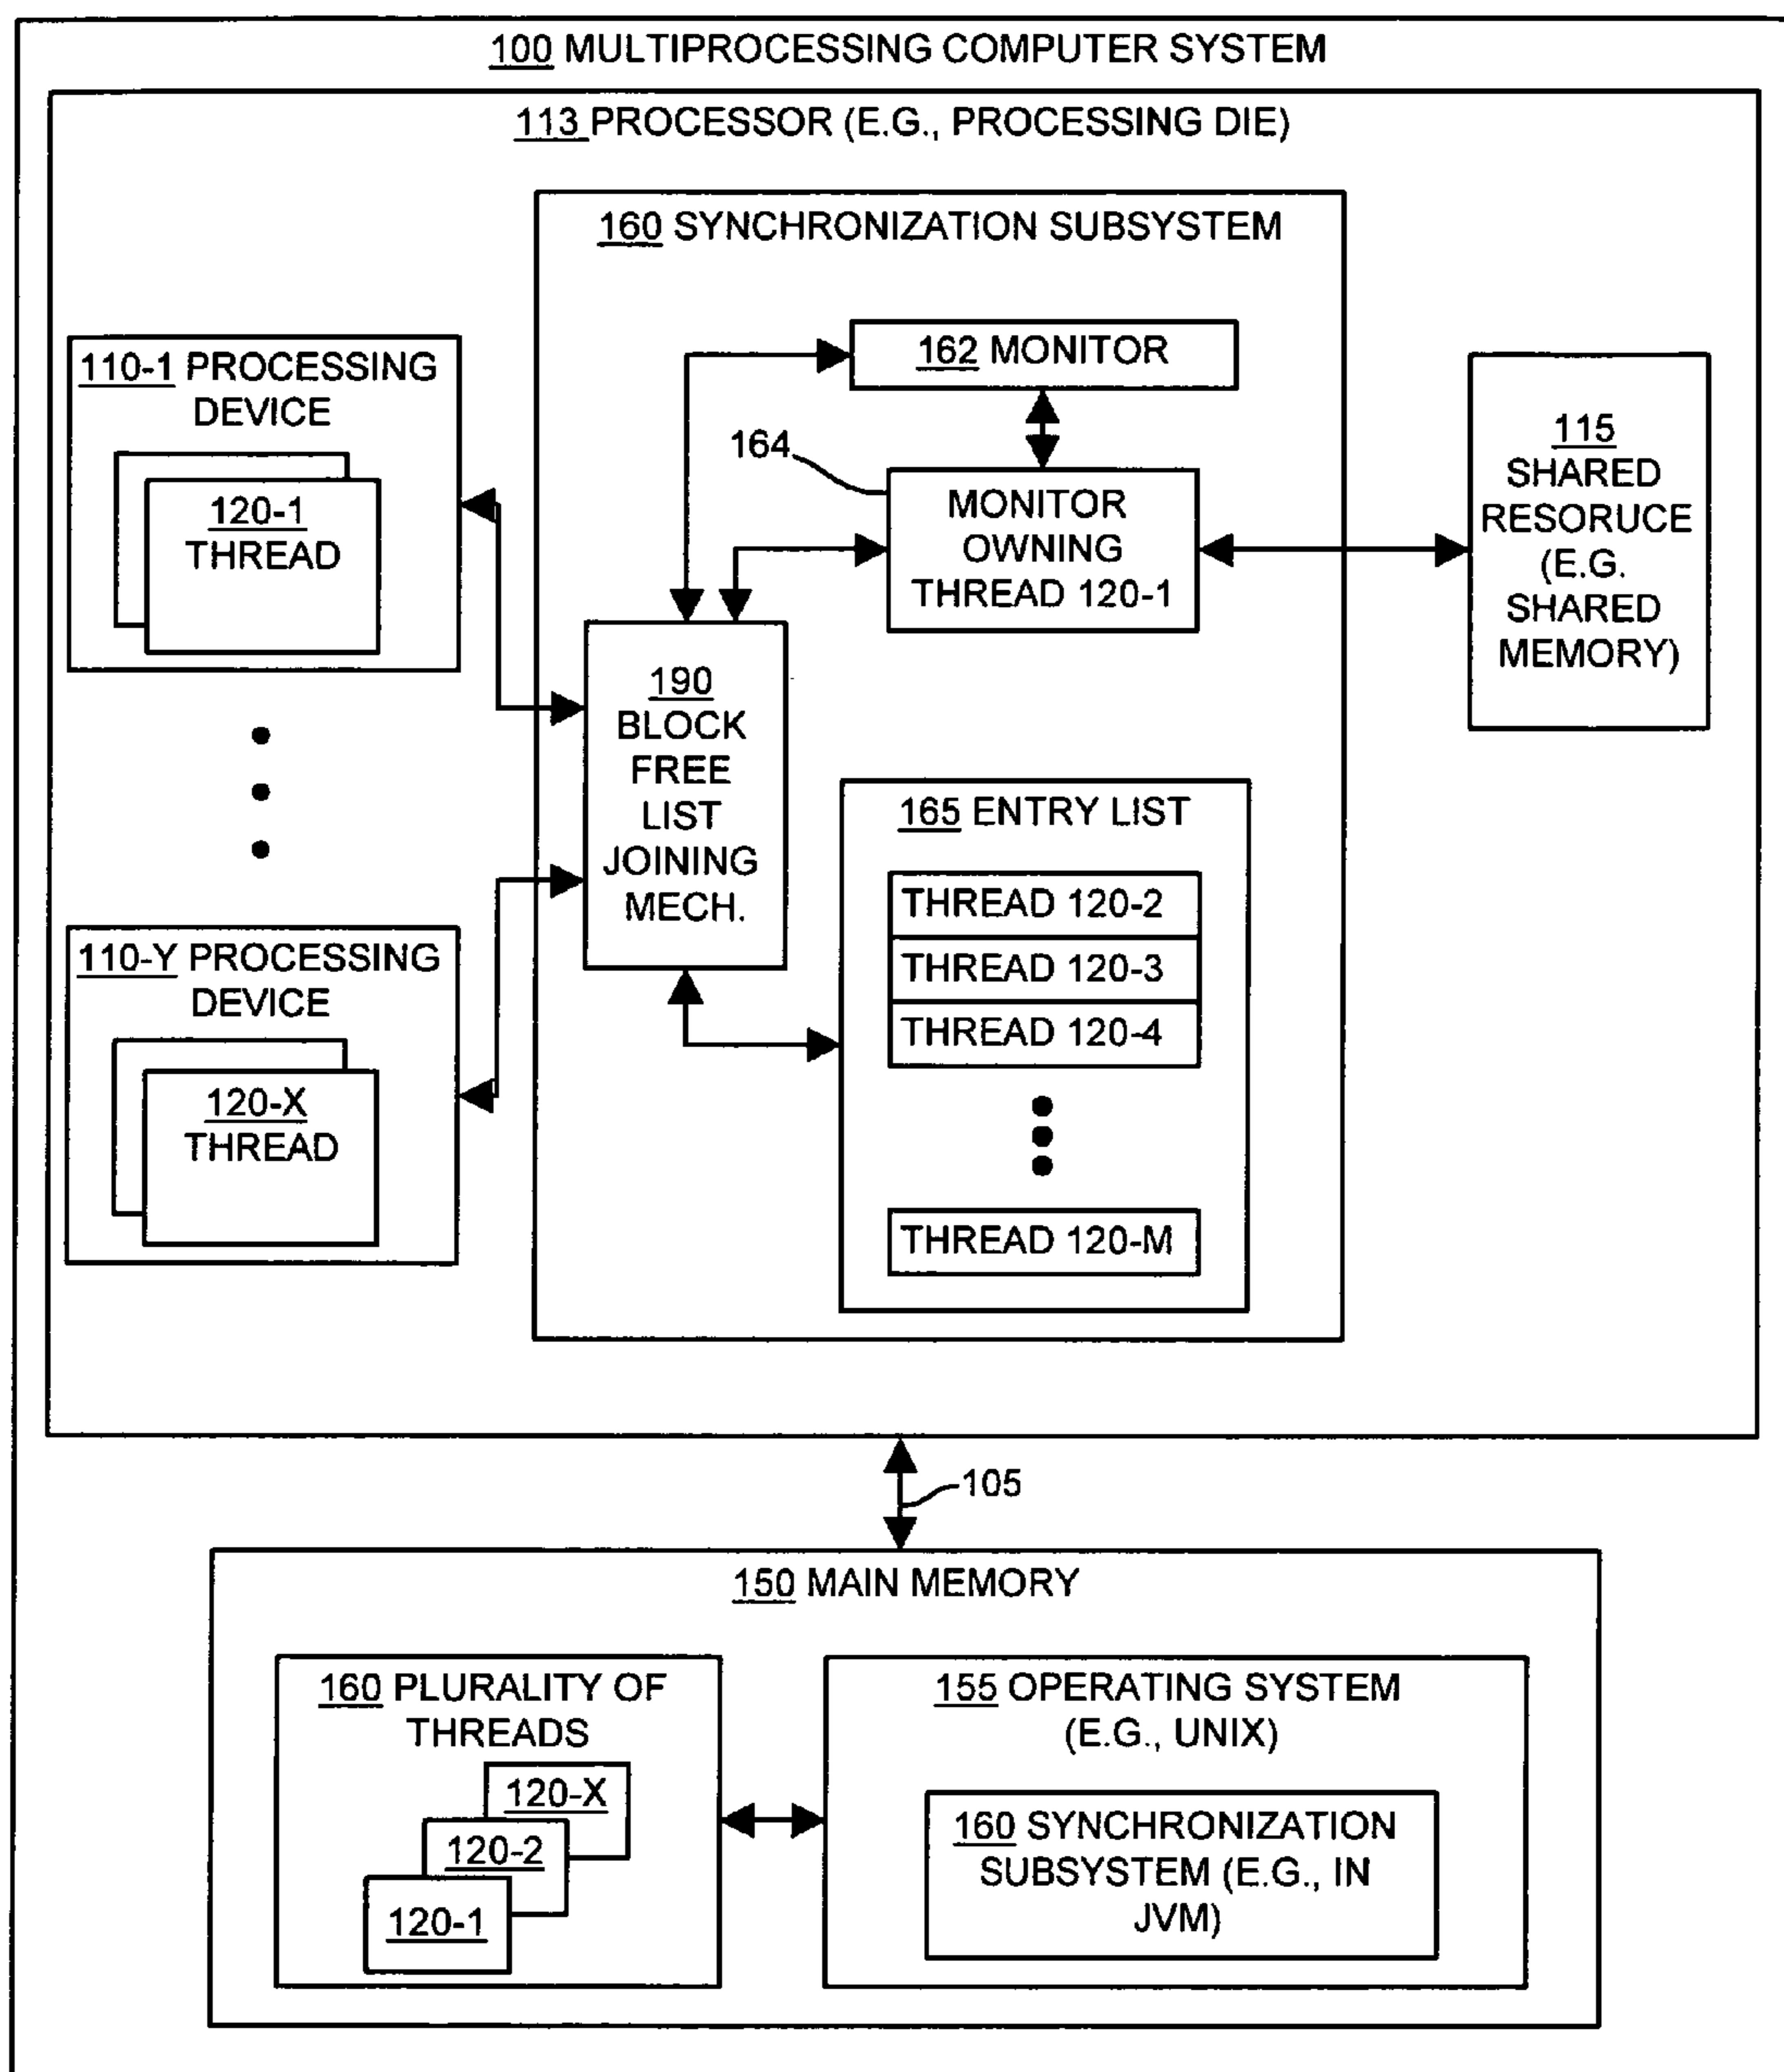 100 MULTIPROCESSING COMPUTER SYSTEM
113 PROCESSOR (E.G., PROCESSING DIE)
160 SYNCHRONIZATION SUBSYSTEM
110-1 PROCESSING
DEVICE
120-1
THREAD
162 MONITOR
164
MONITOR
OWNING
THREAD 120-1
115
SHARED
RESORUCE
(E.G.
SHARED
MEMORY)
190
BLOCK
FREE
LIST
JOINING
MECH.
165 ENTRY LIST
THREAD 120-2
THREAD 120-3
THREAD 120-4
THREAD 120-M
110-Y PROCESSING
DEVICE
120-X
THREAD
105
150 MAIN MEMORY
160 PLURALITY OF
THREADS
120-X
120-2
120-1
155 OPERATING SYSTEM
(E.G., UNIX)
160 SYNCHRONIZATION
SUBSYSTEM (E.G., IN
JVM)